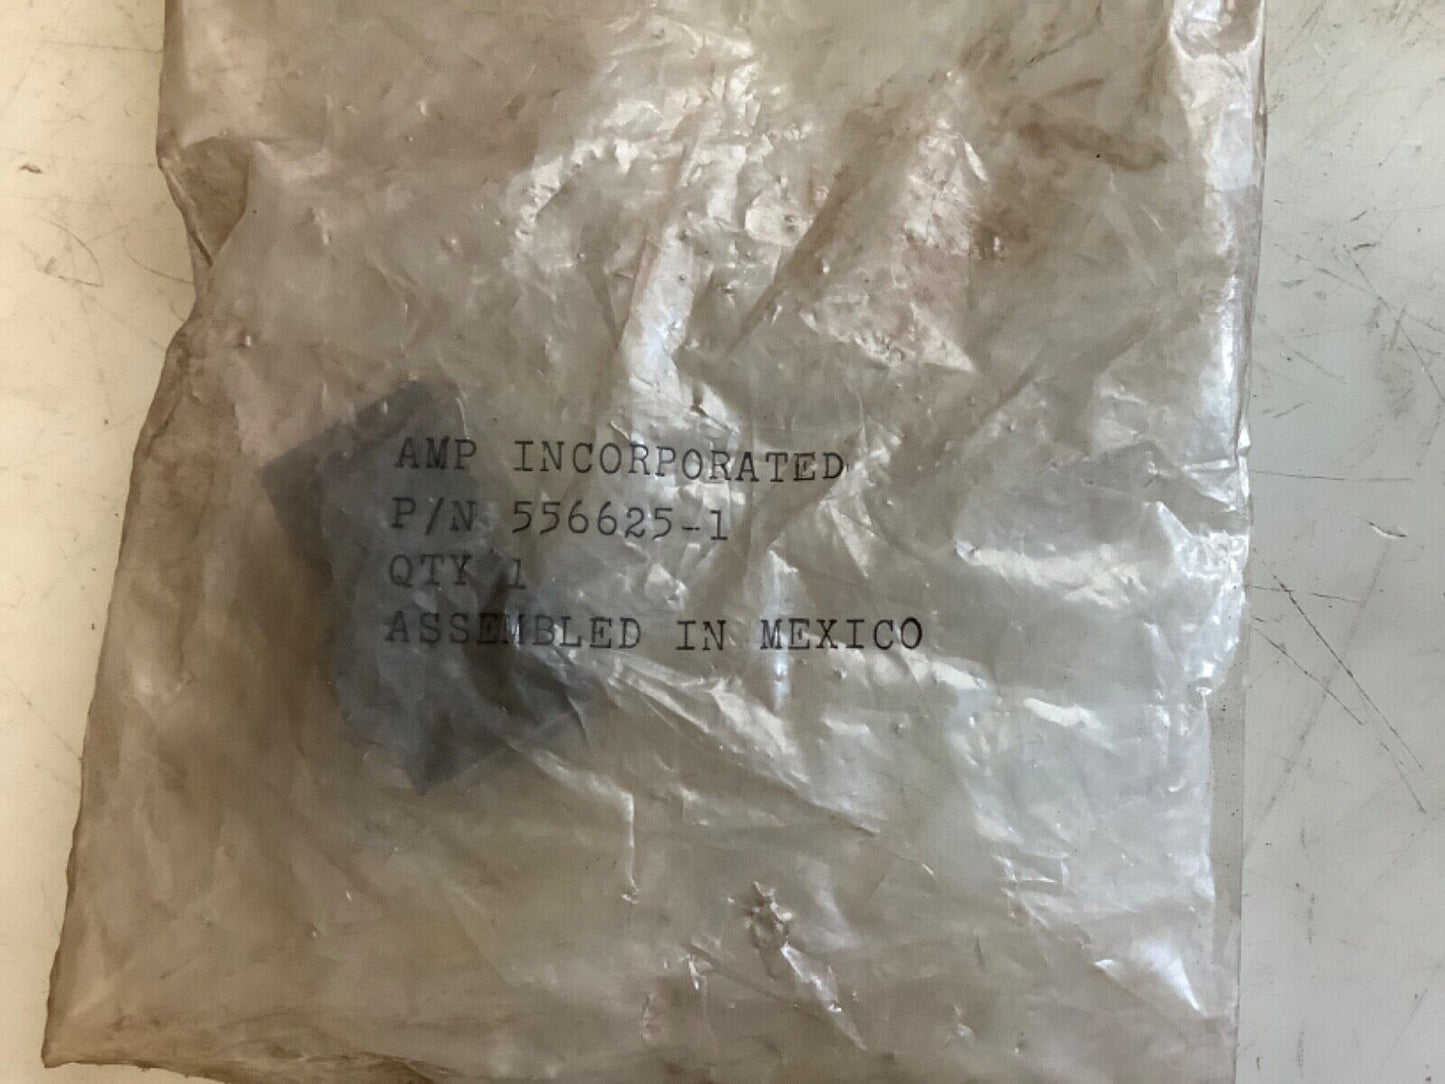 AMP INCORPORATED
P/N 556625-1
QTY 1
ASSEMBLED IN MEXICO